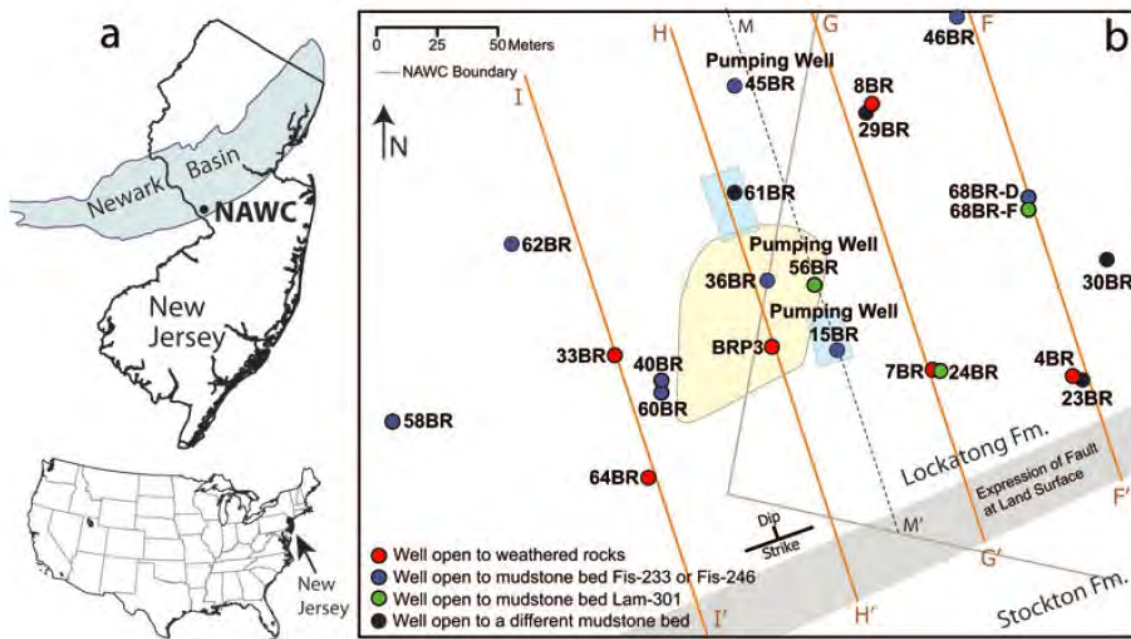 a
Newark
Basin
NAWC
New
Jersey
New
Jersey
b
0 25 50 Meters
NAWC Boundary
N
H
M
G
F
I
46BR
Pumping Well
45BR
8BR
29BR
61BR
68BR-D
68BR-F
62BR
Pumping Well
56BR
36BR
30BR
Pumping Well
15BR
33BR
BRP3
40BR
60BR
7BR
24BR
4BR
23BR
58BR
64BR
Lockatong Fm.
Expression of Fault
at Land Surface
F'
Dip
Strike
M'
G'
H'
I'
Stockton Fm.
Well open to weathered rocks
Well open to mudstone bed Fis-233 or Fis-246
Well open to mudstone bed Lam-301
Well open to a different mudstone bed